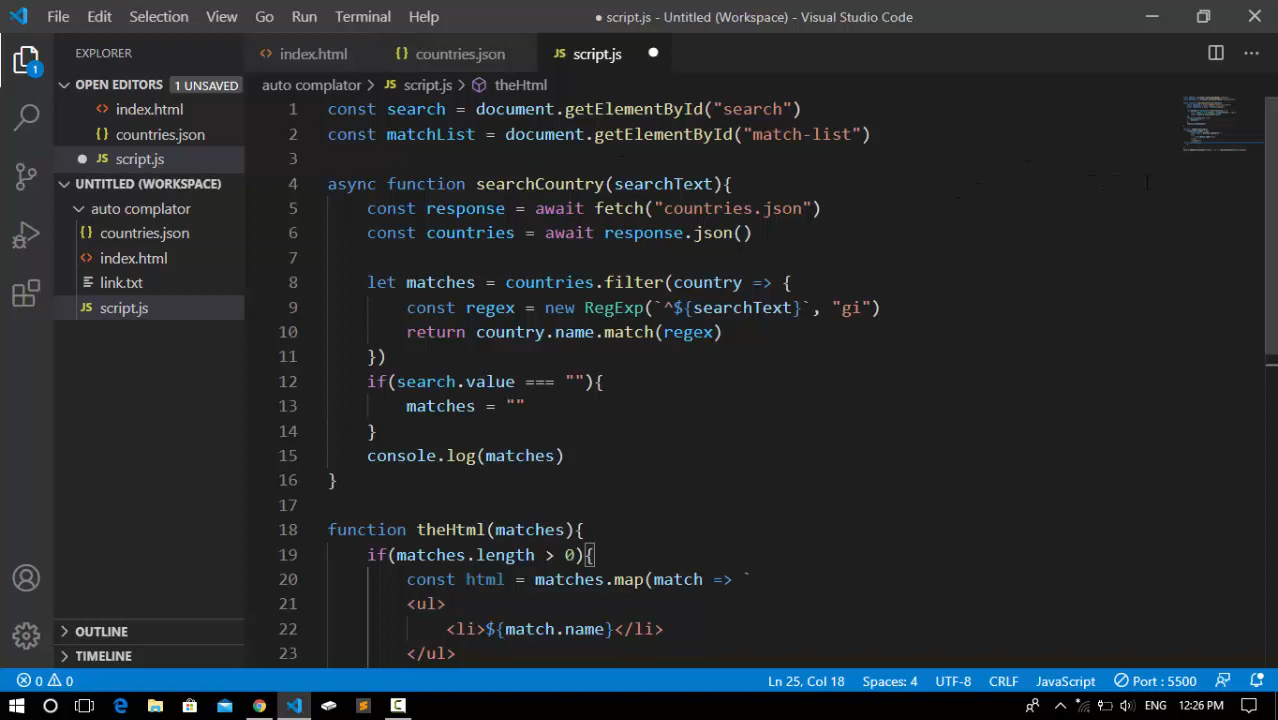 File Edit Selection View Go Run Terminal Help
● script.js - Untitled (Workspace) - Visual Studio Code
EXPLORER
index.html
countries.json
script.js
OPEN EDITORS 1 UNSAVED
index.html
countries.json
JS script.js
UNTITLED (WORKSPACE)
auto complator
countries.json
index.html
link.txt
JS script.js
OUTLINE
TIMELINE
1
auto complator > JS script.js > theHtml
1 const search = document.getElementById("search")
2 const matchList = document.getElementById("match-list")
3
4 async function searchCountry(searchText){
5 const response = await fetch("countries.json")
6 const countries = await response.json()
7
8 let matches = countries.filter(country => {
9 const regex = new RegExp(`^${searchText}`, "gi")
10 return country.name.match(regex)
11 })
12 if(search.value === ""){
13 matches = ""
14 }
15 console.log(matches)
16 }
17
18 function theHtml(matches){
19 if(matches.length > 0){
20 const html = matches.map(match => `
21 <ul>
22 <li>${match.name}</li>
23 </ul>
0 0
Ln 25, Col 18 Spaces: 4 UTF-8 CRLF JavaScript Port : 5500
ENG 12:26 PM